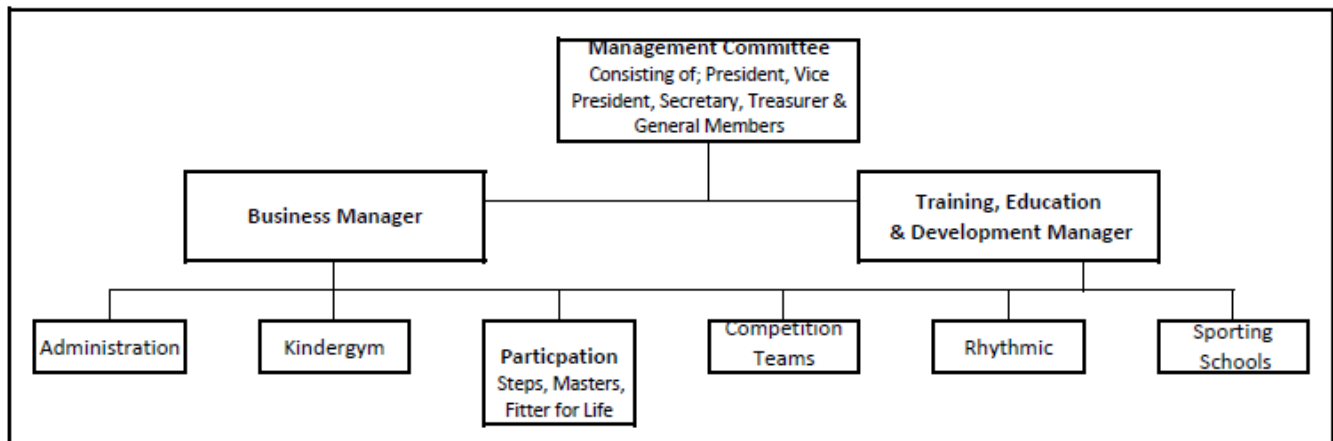 Management Committee
Consisting of; President, Vice
President, Secretary, Treasurer &
General Members
Business Manager
Training, Education
& Development Manager
Administration
Kindergym
Particpation
Steps, Masters,
Fitter for Life
Competition
Teams
Rhythmic
Sporting
Schools